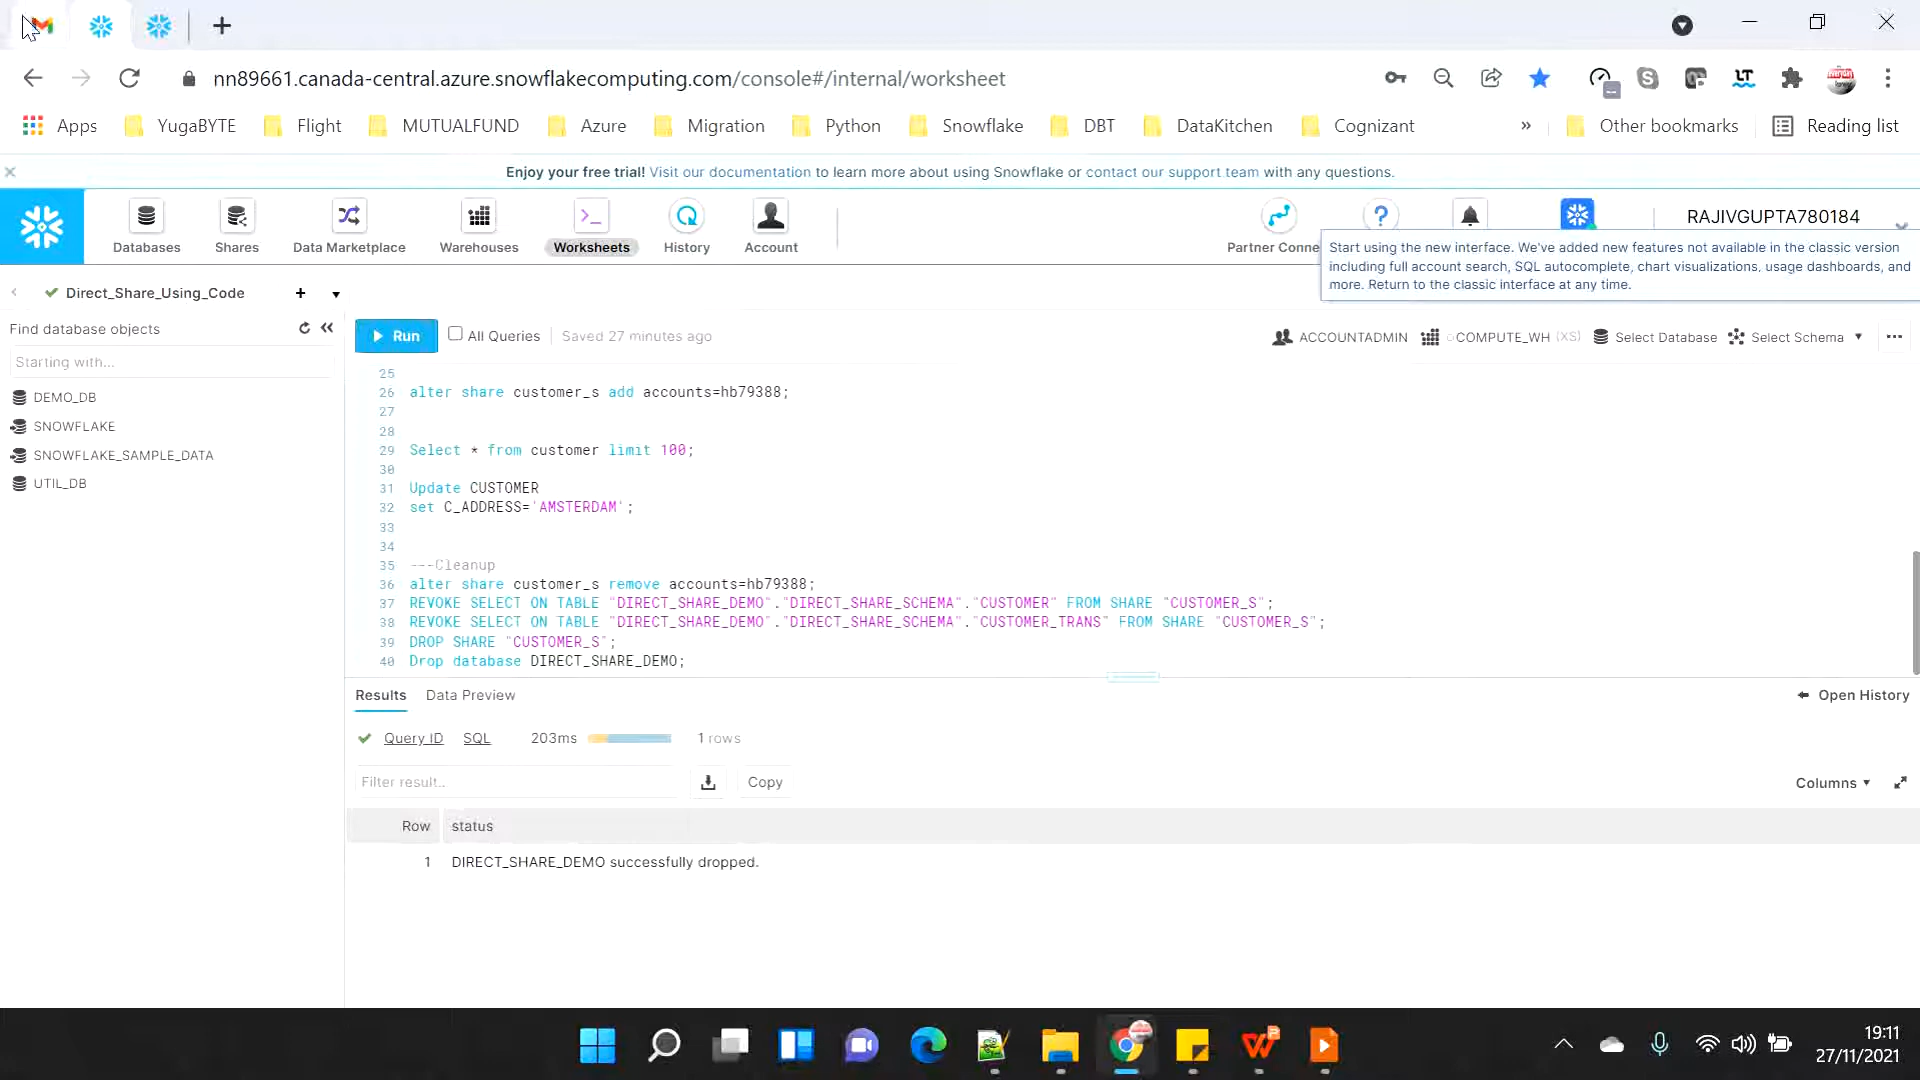 nn89661.canada-central.azure.snowflakecomputing.com/console#/internal/worksheet
Apps YugaBYTE Flight MUTUALFUND Azure Migration Python Snowflake DBT DataKitchen Cognizant » Other bookmarks Reading list
Enjoy your free trial! Visit our documentation to learn more about using Snowflake or contact our support team with any questions.
Databases Shares Data Marketplace Warehouses Worksheets History Account Partner Conne
RAJIVGUPTA780184
Start using the new interface. We've added new features not available in the classic version
including full account search, SQL autocomplete, chart visualizations, usage dashboards, and
more. Return to the classic interface at any time.
Direct_Share_Using_Code
Find database objects
Starting with...
DEMO_DB
SNOWFLAKE
SNOWFLAKE_SAMPLE_DATA
UTIL_DB
Run All Queries Saved 27 minutes ago ACCOUNTADMIN COMPUTE_WH (XS) Select Database Select Schema
25
26 alter share customer_s add accounts=hb79388;
27
28
29 Select * from customer limit 100;
30
31 Update CUSTOMER
32 set C_ADDRESS='AMSTERDAM';
33
34
35 ---Cleanup
36 alter share customer_s remove accounts=hb79388;
37 REVOKE SELECT ON TABLE "DIRECT_SHARE_DEMO"."DIRECT_SHARE_SCHEMA"."CUSTOMER" FROM SHARE "CUSTOMER_S";
38 REVOKE SELECT ON TABLE "DIRECT_SHARE_DEMO"."DIRECT_SHARE_SCHEMA"."CUSTOMER_TRANS" FROM SHARE "CUSTOMER_S";
39 DROP SHARE "CUSTOMER_S";
40 Drop database DIRECT_SHARE_DEMO;
Results Data Preview Open History
Query ID SQL 203ms 1 rows
Filter result... Copy Columns
Row status
1 DIRECT_SHARE_DEMO successfully dropped.
19:11
27/11/2021